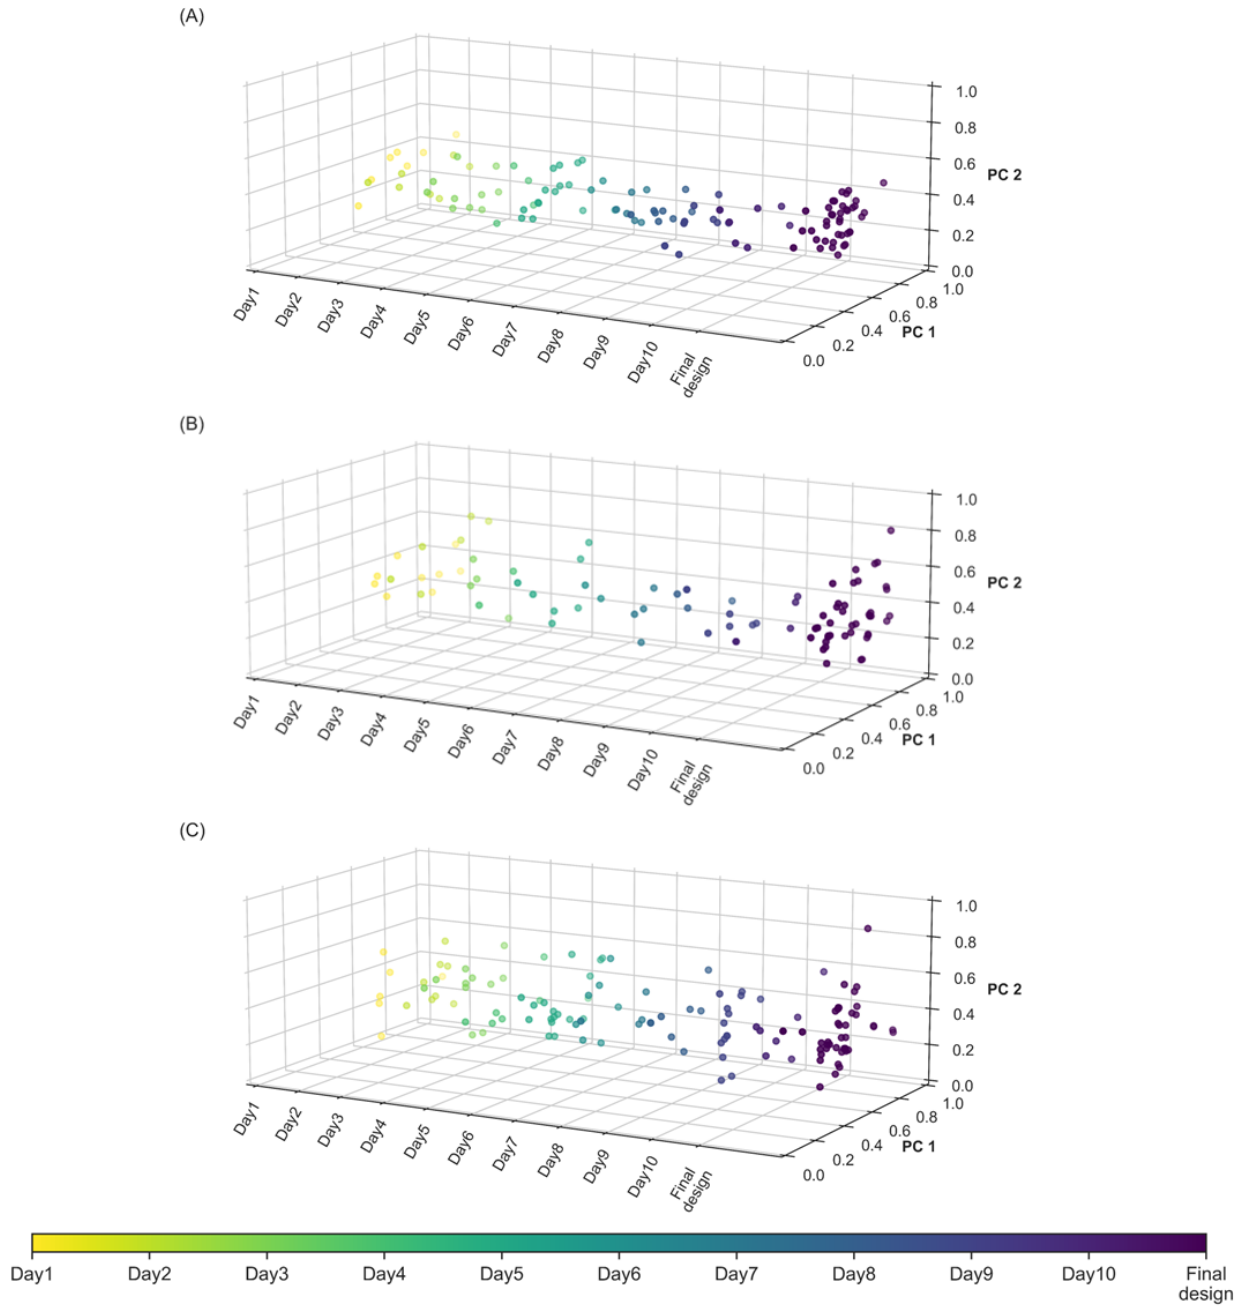 (A)
1.0
0.8
0.6
PC 2
0.4
0.2
0.0
1.0
0.8
0.6
0.4
PC 1
0.2
0.0
Day1
Day2
Day3
Day4
Day5
Day6
Day7
Day8
Day9
Day10
Final
design
(B)
1.0
0.8
0.6
PC 2
0.4
0.2
0.0
1.0
0.8
0.6
0.4
PC 1
0.2
0.0
Day1
Day2
Day3
Day4
Day5
Day6
Day7
Day8
Day9
Day10
Final
design
(C)
1.0
0.8
0.6
PC 2
0.4
0.2
0.0
1.0
0.8
0.6
0.4
PC 1
0.2
0.0
Day1
Day2
Day3
Day4
Day5
Day6
Day7
Day8
Day9
Day10
Final
design
Day1 Day2 Day3 Day4 Day5 Day6 Day7 Day8 Day9 Day10 Final
design